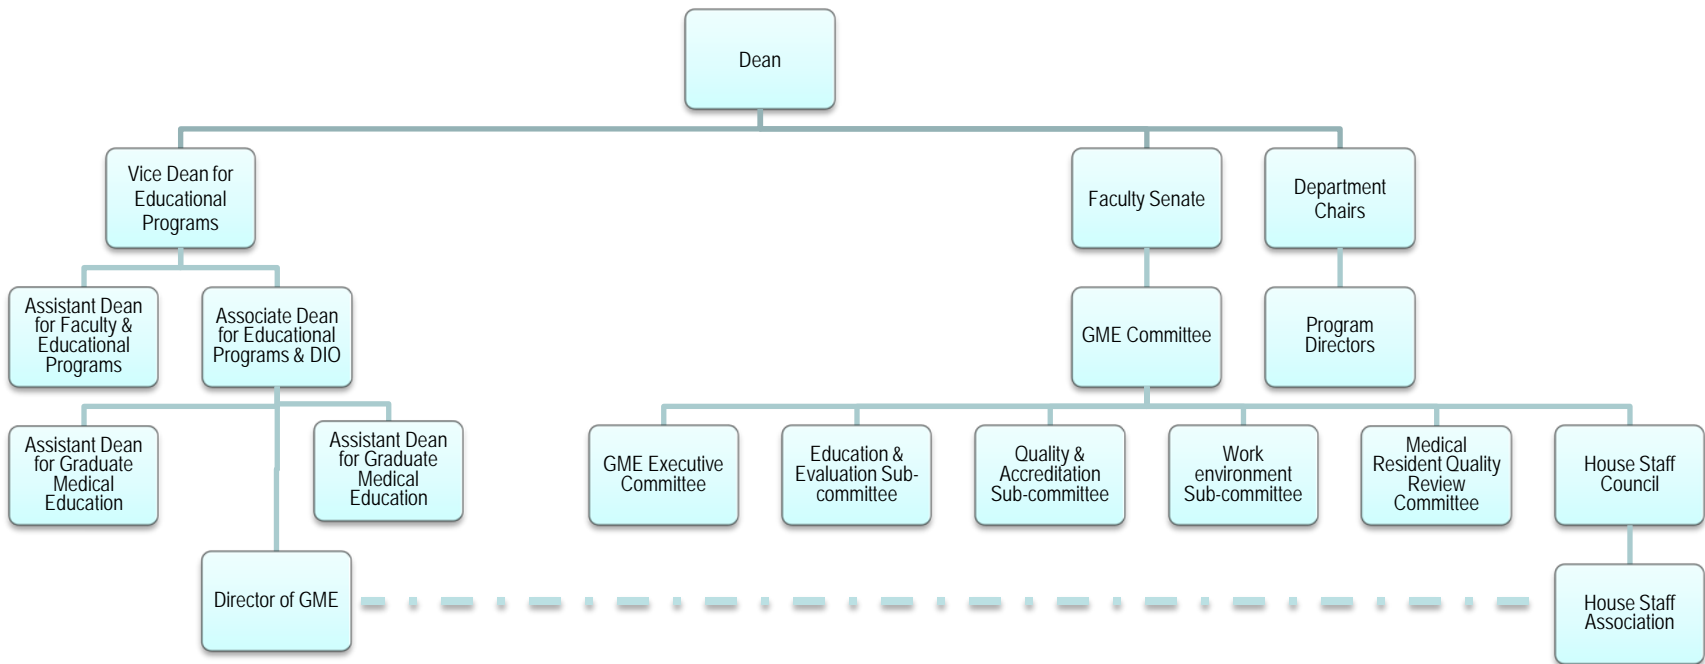 Dean
Vice Dean for
Educational
Programs
Faculty Senate
Department
Chairs
Assistant Dean
for Faculty &
Educational
Programs
Associate Dean
for Educational
Programs & DIO
GME Committee
Program
Directors
Assistant Dean
for Graduate
Medical
Education
Assistant Dean
for Graduate
Medical
Education
GME Executive
Committee
Education &
Evaluation Sub-
committee
Quality &
Accreditation
Sub-committee
Work
environment
Sub-committee
Medical
Resident Quality
Review
Committee
House Staff
Council
Director of GME
House Staff
Association